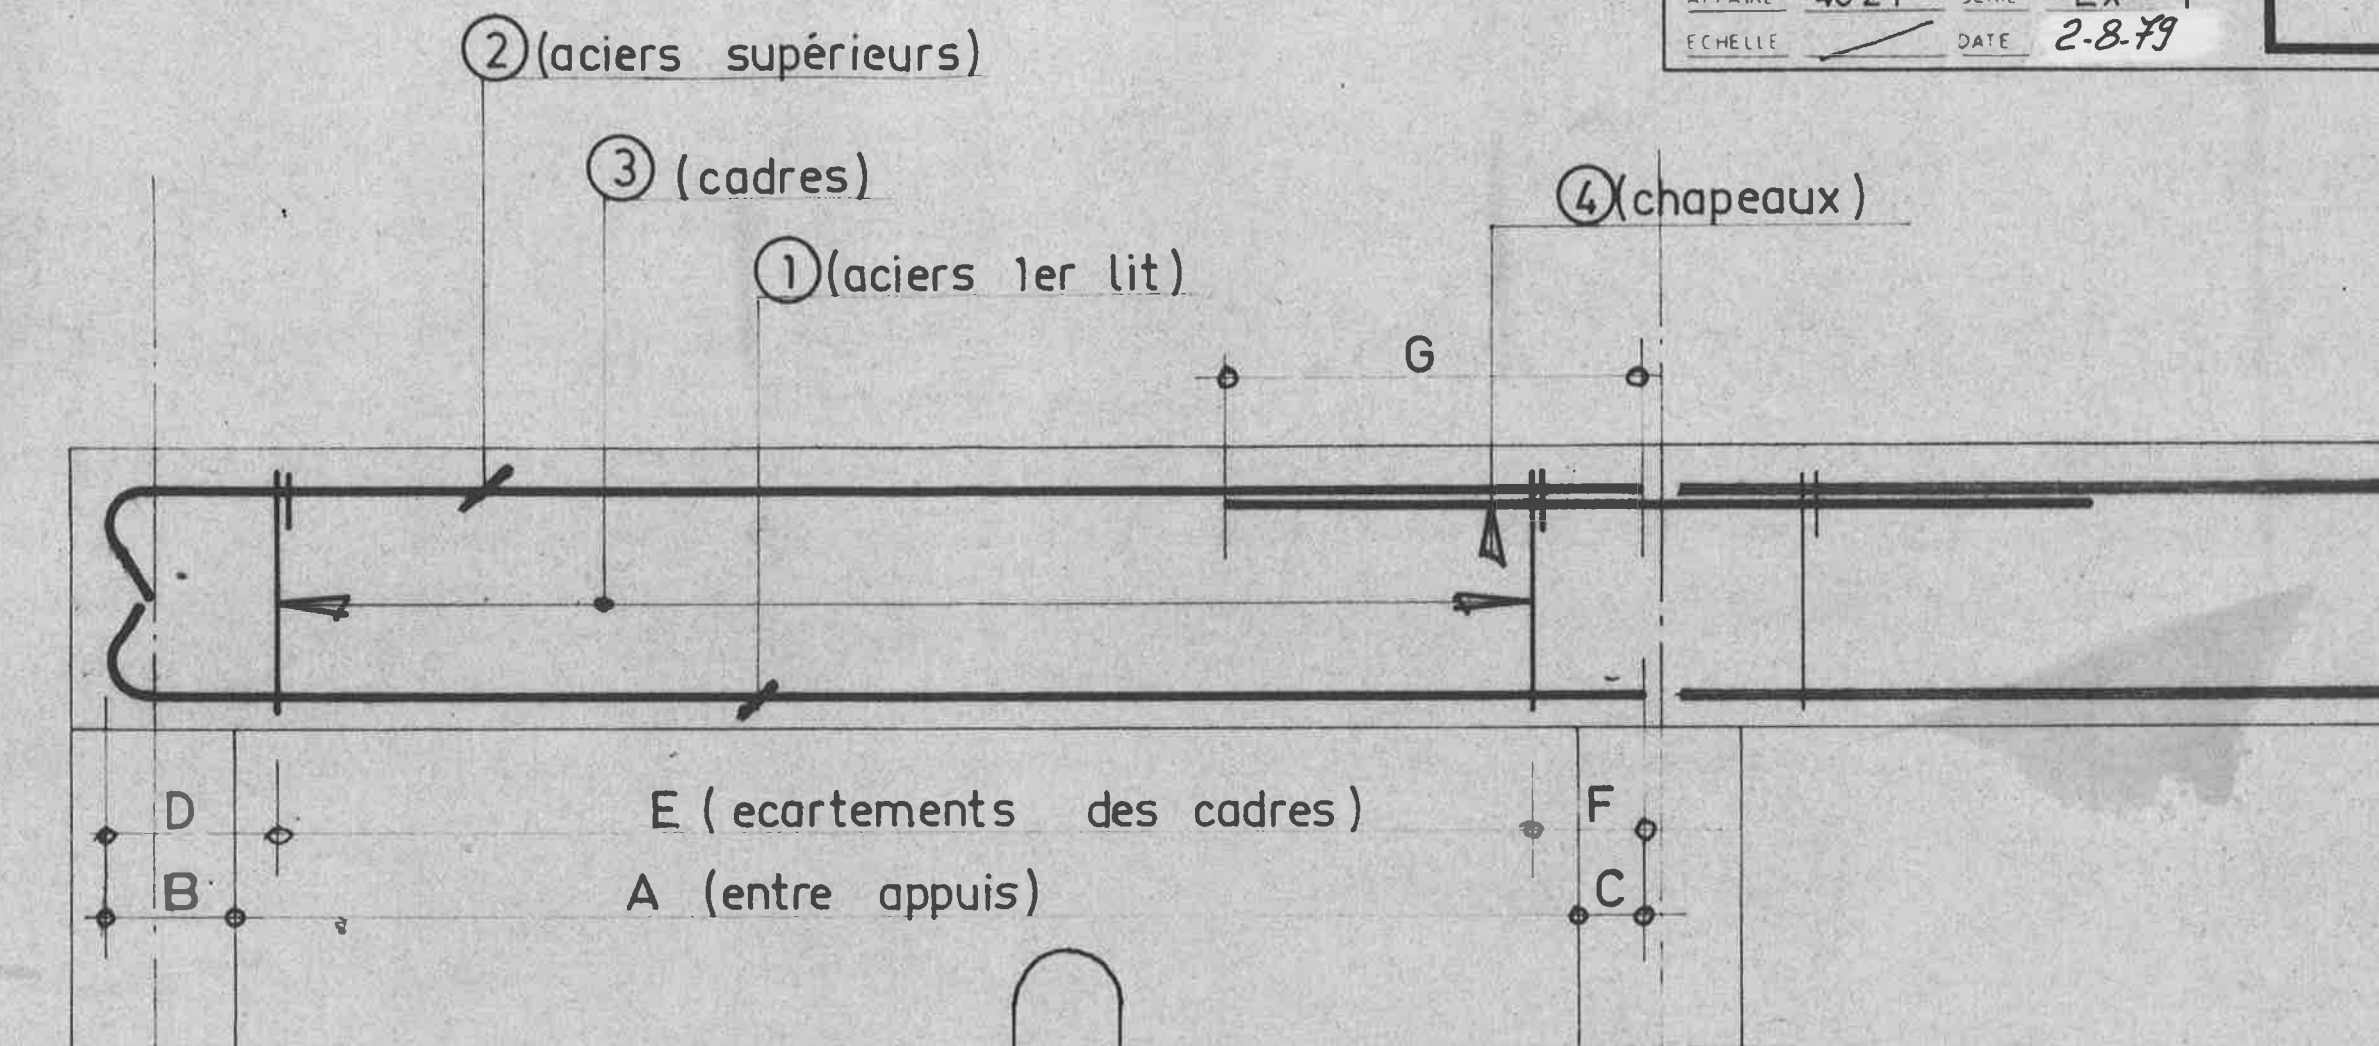 ② (aciers supérieurs)
ECHELLE DATE 2-8-79
③ (cadres)
④ (chapeaux)
① (aciers 1er lit)
G
D E ( ecartements des cadres) F
B A (entre appuis) C